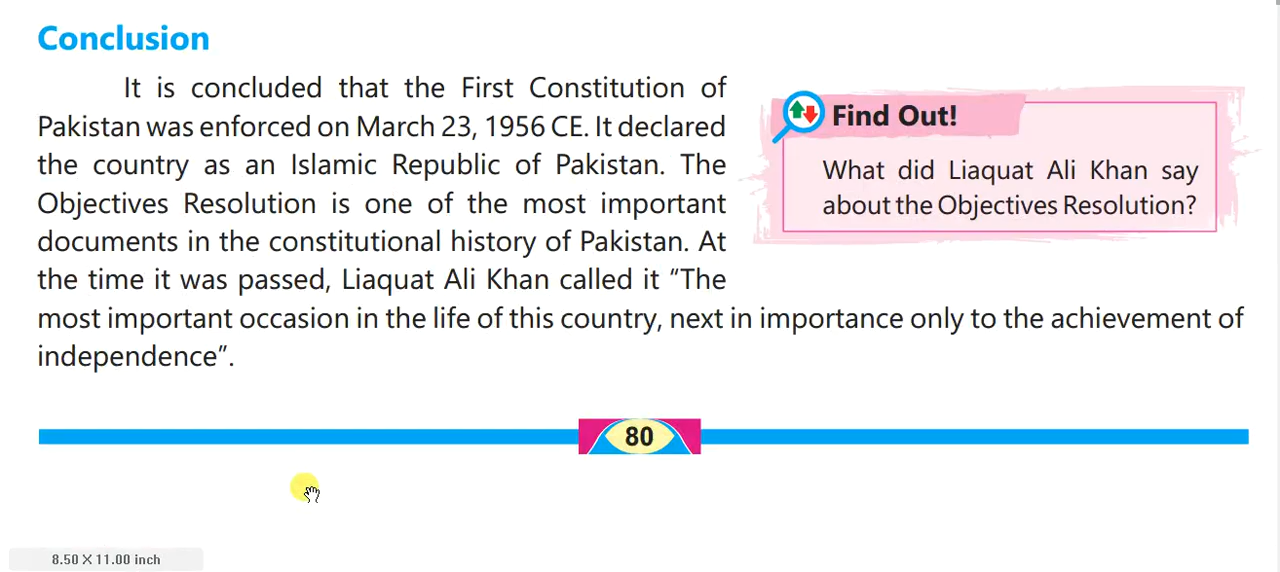 Conclusion
It is concluded that the First Constitution of
Pakistan was enforced on March 23, 1956 CE. It declared
the country as an Islamic Republic of Pakistan. The
Objectives Resolution is one of the most important
documents in the constitutional history of Pakistan. At
the time it was passed, Liaquat Ali Khan called it “The
most important occasion in the life of this country, next in importance only to the achievement of
independence”.
Find Out!
What did Liaquat Ali Khan say
about the Objectives Resolution?
80
8.50 X 11.00 inch